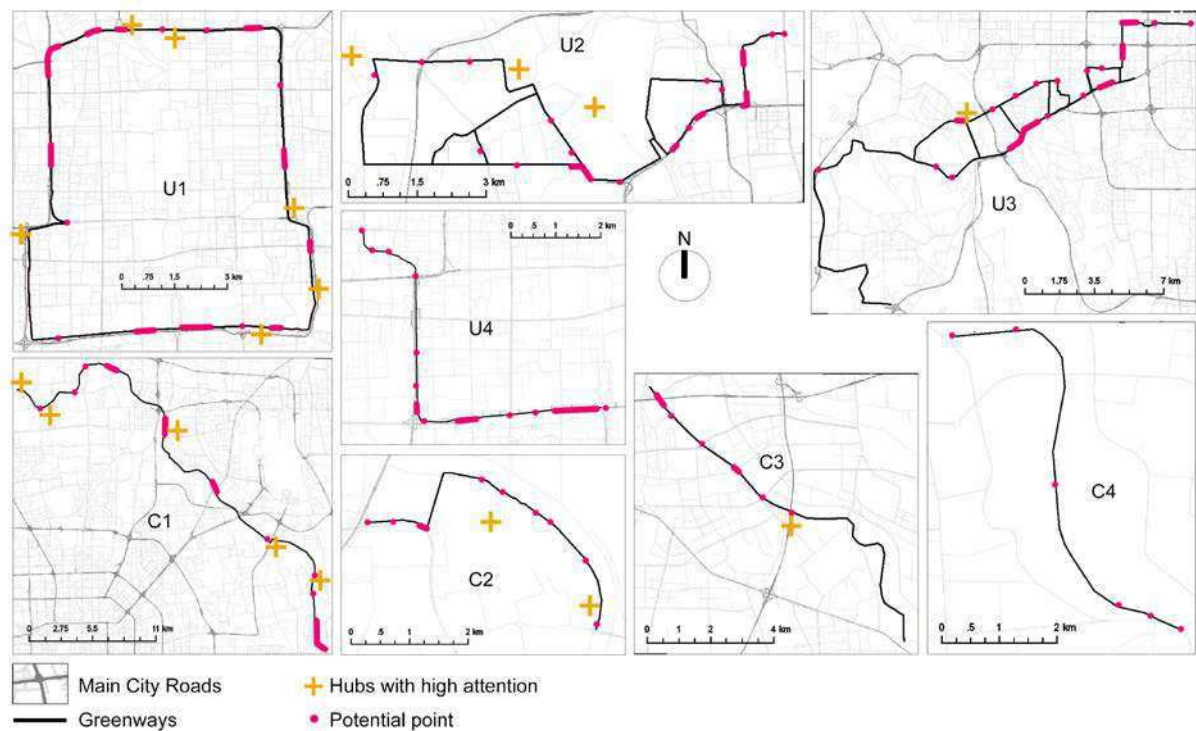 U1
0 .75 1.5 3 km
U2
0 .75 1.5 3 km
U3
0 1.75 3.5 7 km
0 .5 1 2 km
U4
N
C1
0 2.75 5.5 11 km
C2
0 .5 1 2 km
C3
0 1 2 4 km
C4
0 .5 1 2 km
Main City Roads
Hubs with high attention
Greenways
Potential point